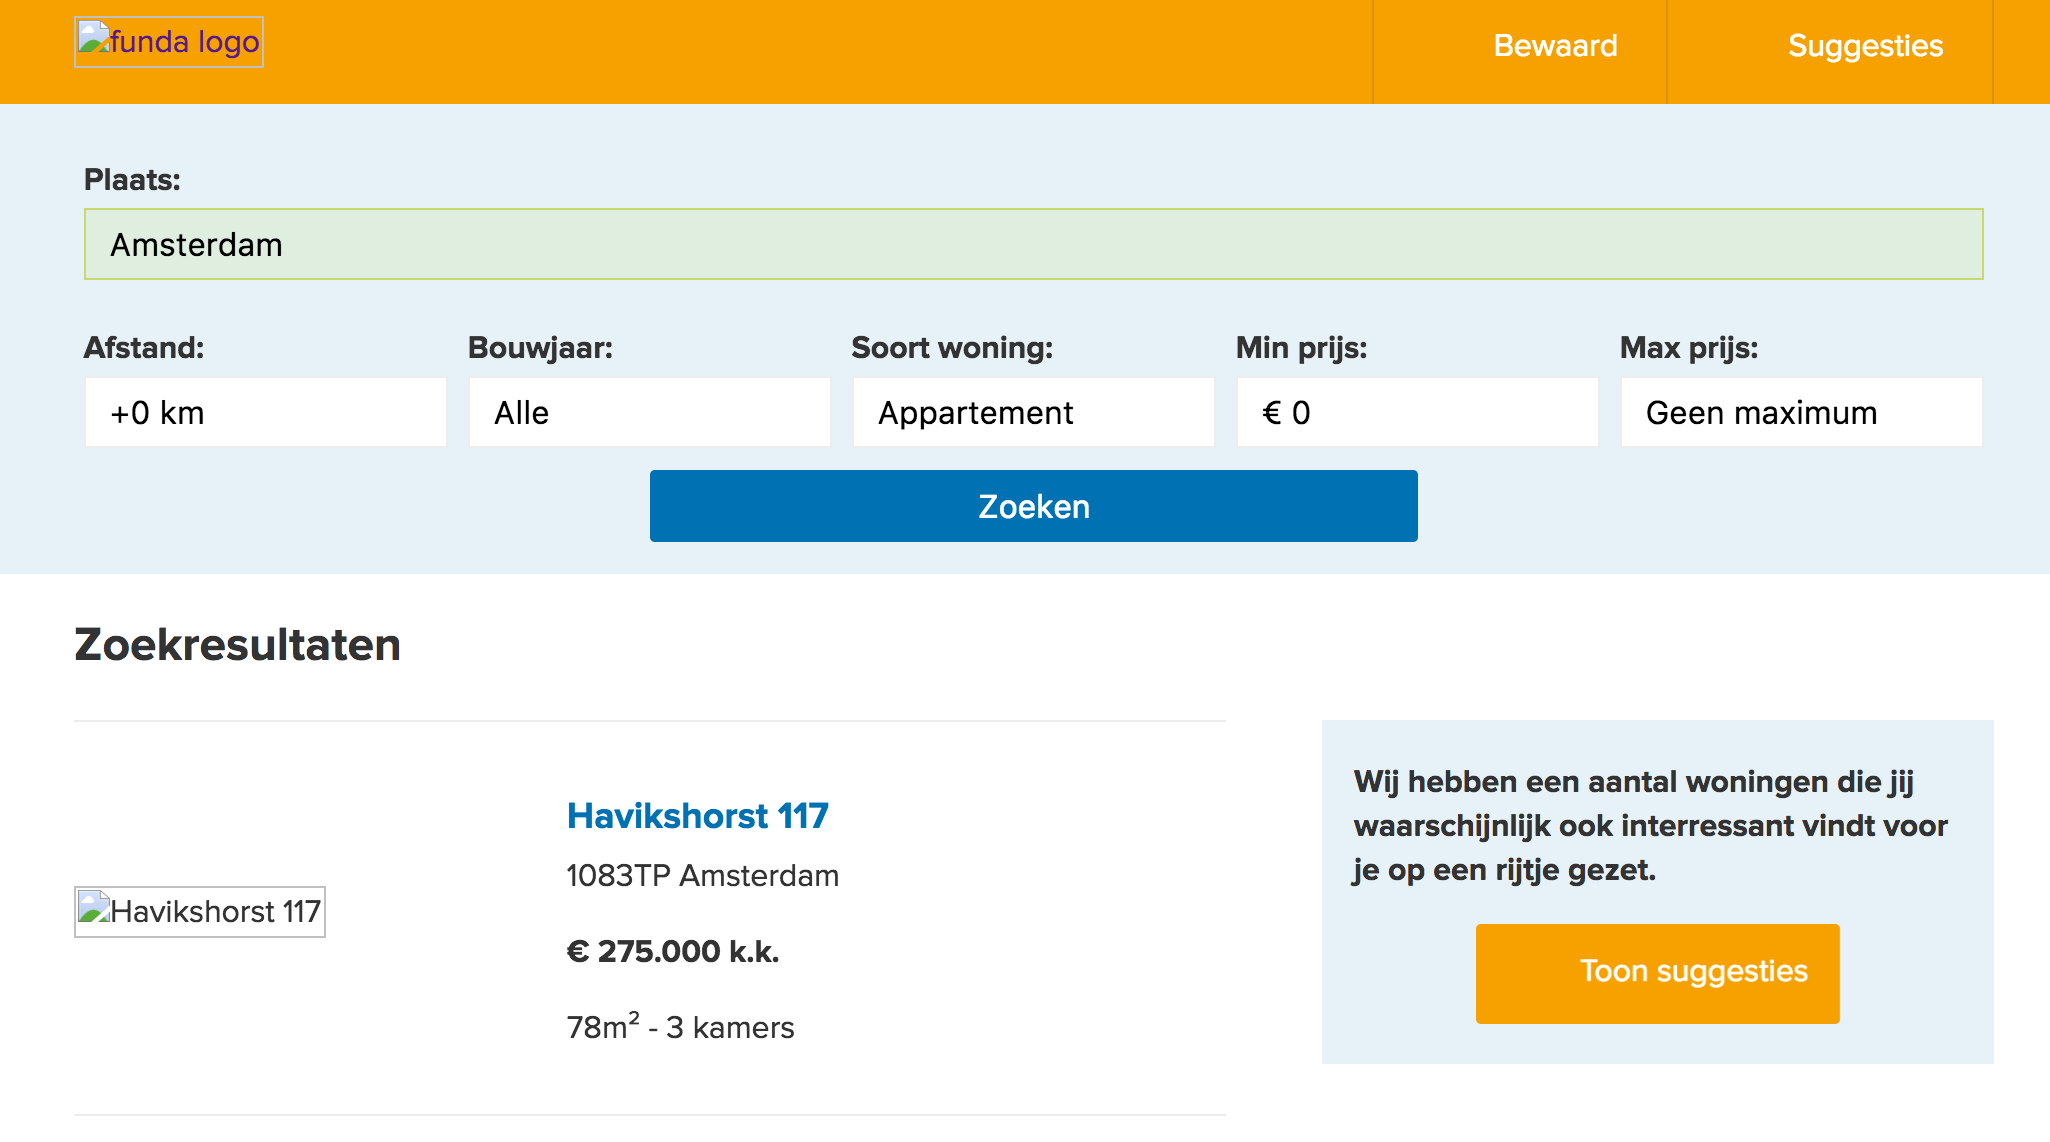 funda logo
Bewaard
Suggesties
Plaats:
Amsterdam
Afstand:
Bouwjaar:
Soort woning:
Min prijs:
Max prijs:
+0 km
Alle
Appartement
€ 0
Geen maximum
Zoeken
Zoekresultaten
Havikshorst 117
Havikshorst 117
1083TP Amsterdam
€ 275.000 k.k.
78m² - 3 kamers
Wij hebben een aantal woningen die jij
waarschijnlijk ook interressant vindt voor
je op een rijtje gezet.
Toon suggesties